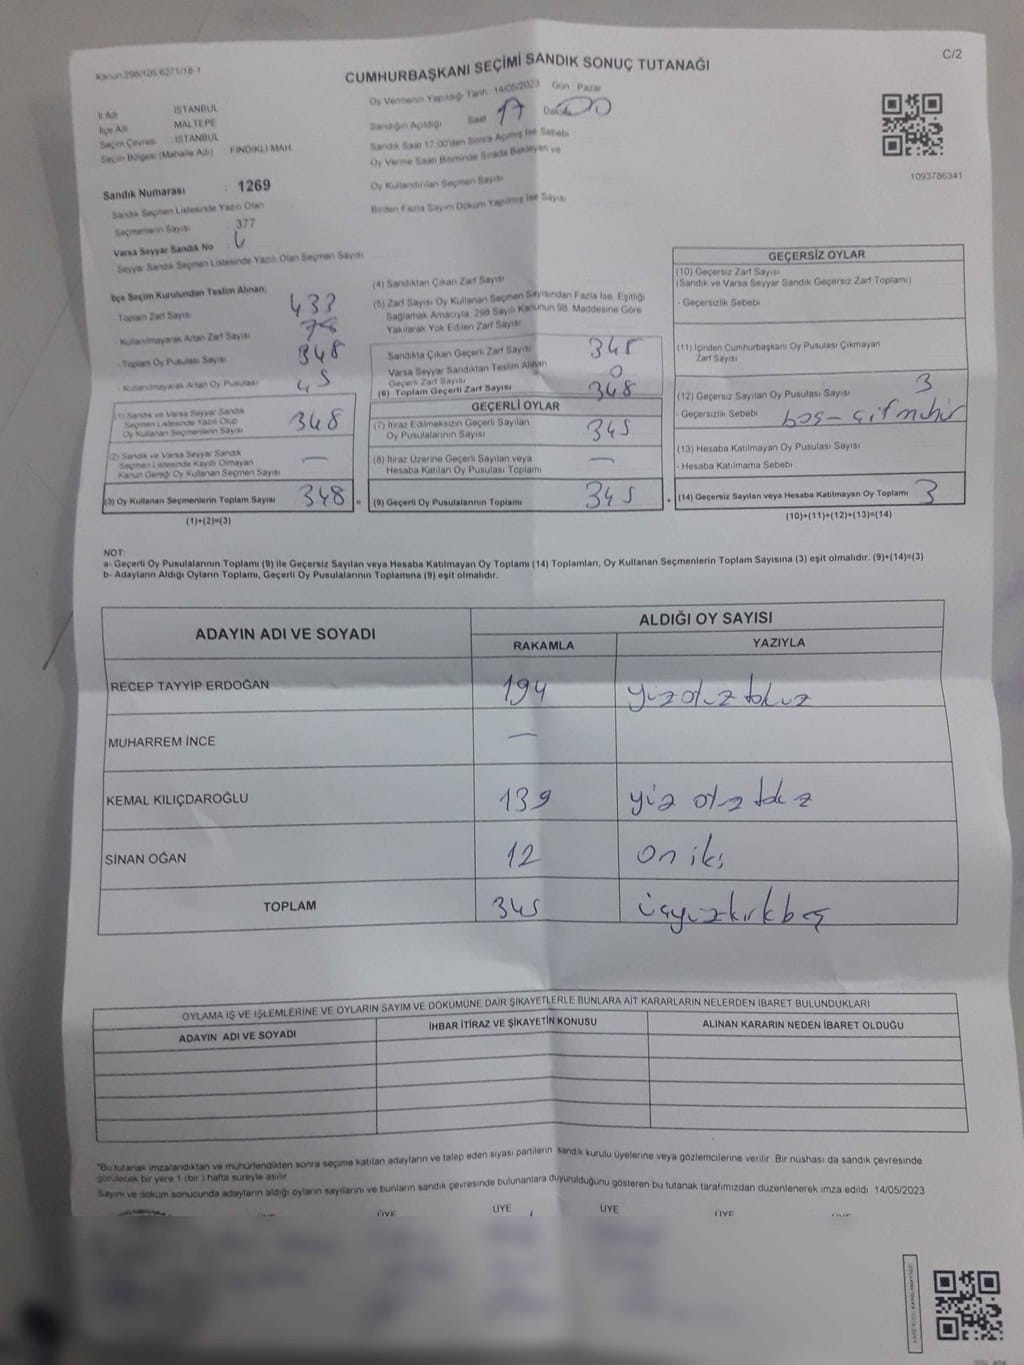 Kanun:298/105,6271/18-1
C/2
CUMHURBAŞKANI SEÇİMİ SANDIK SONUÇ TUTANAĞI
İl Adı : İSTANBUL
İlçe Adı : MALTEPE
Seçim Çevresi : İSTANBUL
Seçim Bölgesi (Mahalle Adı) : FINDIKLI MAH.
Oy Vermenin Yapıldığı Tarih : 14/05/2023 Gün : Pazar
Sandığın Açıldığı Saat 17 Dakika 00
Sandık Saat 17.00'den Sonra Açılmış İse Sebebi
Oy Verme Saati Bitiminde Sırada Bekleyen ve
Oy Kullandırılan Seçmen Sayısı
Birden Fazla Sayım Döküm Yapılmış İse Sayısı
1093786341
Sandık Numarası : 1269
Sandık Seçmen Listesinde Yazılı Olan
Seçmenlerin Sayısı : 377
Varsa Seyyar Sandık No :
Seyyar Sandık Seçmen Listesinde Yazılı Olan Seçmen Sayısı
İlçe Seçim Kurulundan Teslim Alınan;
- Toplam Zarf Sayısı 433
- Kullanılmayarak Artan Zarf Sayısı
- Toplam Oy Pusulası Sayısı 348
- Kullanılmayarak Artan Oy Pusulası 45
(1) Sandık ve Varsa Seyyar Sandık
Seçmen Listesinde Yazılı Olup
Oy Kullanan Seçmenlerin Sayısı 348
(2) Sandık ve Varsa Seyyar Sandık
Seçmen Listesinde Kayıtlı Olmayan
Kanun Gereği Oy Kullanan Seçmen Sayısı —
(3) Oy Kullanan Seçmenlerin Toplam Sayısı 348 =
(1)+(2)=(3)
(4) Sandıktan Çıkan Zarf Sayısı
(5) Zarf Sayısı Oy Kullanan Seçmen Sayısından Fazla İse, Eşitliği
Sağlamak Amacıyla, 298 Sayılı Kanunun 98. Maddesine Göre
Yakılarak Yok Edilen Zarf Sayısı
Sandıkta Çıkan Geçerli Zarf Sayısı 348
Varsa Seyyar Sandıktan Teslim Alınan
Geçerli Zarf Sayısı 0
(6) Toplam Geçerli Zarf Sayısı 348
GEÇERLİ OYLAR
(7) İtiraz Edilmeksizin Geçerli Sayılan
Oy Pusulalarının Sayısı 345
(8) İtiraz Üzerine Geçerli Sayılan veya
Hesaba Katılan Oy Pusulası Toplamı —
(9) Geçerli Oy Pusulalarının Toplamı 345 +
GEÇERSİZ OYLAR
(10) Geçersiz Zarf Sayısı
(Sandık ve Varsa Seyyar Sandık Geçersiz Zarf Toplamı)
- Geçersizlik Sebebi
(11) İçinden Cumhurbaşkanı Oy Pusulası Çıkmayan
Zarf Sayısı
(12) Geçersiz Sayılan Oy Pusulası Sayısı 3
- Geçersizlik Sebebi boş - çift mühür
(13) Hesaba Katılmayan Oy Pusulası Sayısı
- Hesaba Katılmama Sebebi
(14) Geçersiz Sayılan veya Hesaba Katılmayan Oy Toplamı 3
(10)+(11)+(12)+(13)=(14)
NOT:
a- Geçerli Oy Pusulalarının Toplamı (9) ile Geçersiz Sayılan veya Hesaba Katılmayan Oy Toplamı (14) Toplamları, Oy Kullanan Seçmenlerin Toplam Sayısına (3) eşit olmalıdır. (9)+(14)=(3)
b- Adayların Aldığı Oyların Toplamı, Geçerli Oy Pusulalarının Toplamına (9) eşit olmalıdır.
ADAYIN ADI VE SOYADI ALDIĞI OY SAYISI
RAKAMLA YAZIYLA
RECEP TAYYİP ERDOĞAN 194 yüz otuz dokuz
MUHARREM İNCE —
KEMAL KILIÇDAROĞLU 139 yüz otuz dokuz
SİNAN OĞAN 12 on iki
TOPLAM 345 üçyüzkırkbeş
OYLAMA İŞ VE İŞLEMLERİNE VE OYLARIN SAYIM VE DÖKÜMÜNE DAİR ŞİKAYETLERLE BUNLARA AİT KARARLARIN NELERDEN İBARET BULUNDUKLARI
ADAYIN ADI VE SOYADI İHBAR İTİRAZ VE ŞİKAYETİN KONUSU ALINAN KARARIN NEDEN İBARET OLDUĞU
*Bu tutanak imzalandıktan ve mühürlendikten sonra seçime katılan adayların ve talep eden siyasi partilerin sandık kurulu üyelerine veya gözlemcilerine verilir. Bir nüshası da sandık çevresinde
görülecek bir yere 1 (bir) hafta süreyle asılır.
Sayım ve döküm sonucunda adayların aldığı oyların sayılarını ve bunların sandık çevresinde bulunanlara duyurulduğunu gösteren bu tutanak tarafımızdan düzenlenerek imza edildi. 14/05/2023
ÜYE ÜYE ÜYE ÜYE